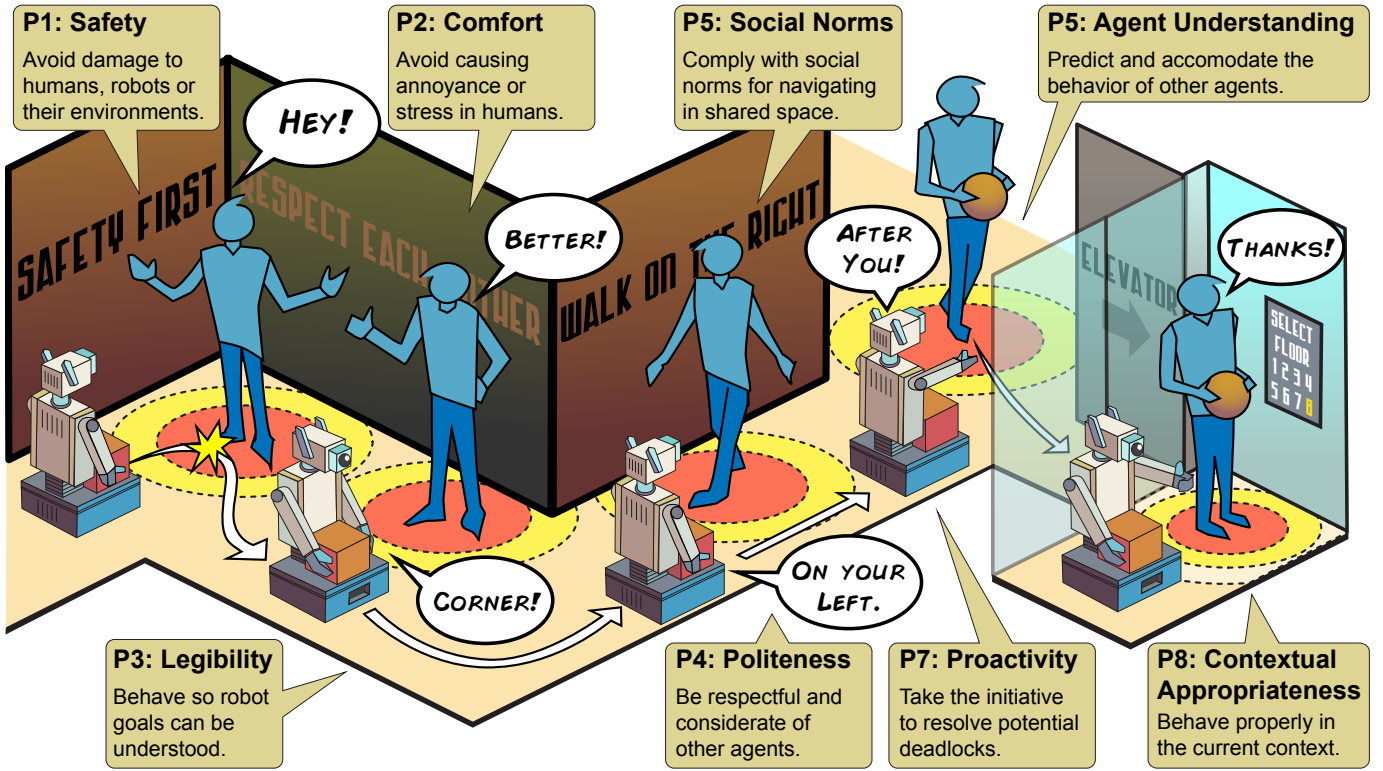 P1: Safety
Avoid damage to
humans, robots or
their environments.
P2: Comfort
Avoid causing
annoyance or
stress in humans.
P5: Social Norms
Comply with social
norms for navigating
in shared space.
P5: Agent Understanding
Predict and accomodate the
behavior of other agents.
HEY!
BETTER!
AFTER
YOU!
THANKS!
SAFETY FIRST
RESPECT EACH OTHER
WALK ON THE RIGHT
ELEVATOR
SELECT
FLOOR
1 2 3 4
5 6 7 8
CORNER!
ON YOUR
LEFT.
P3: Legibility
Behave so robot
goals can be
understood.
P4: Politeness
Be respectful and
considerate of
other agents.
P7: Proactivity
Take the initiative
to resolve potential
deadlocks.
P8: Contextual
Appropriateness
Behave properly in
the current context.